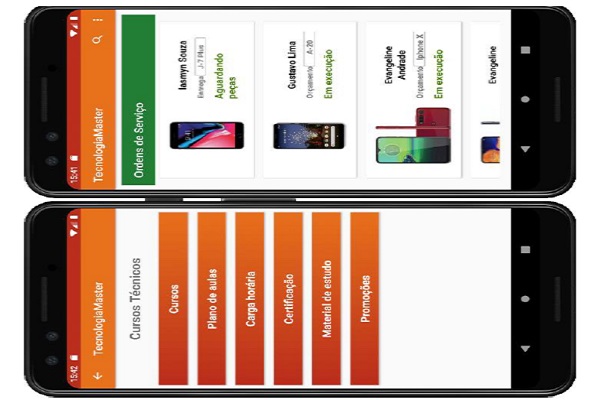 15:41
TecnologiaMaster
Ordens de Serviço
Iasmyn Souza
Entrega J-7 Plus
Aguardando
peças
Gustavo Lima
Orçamento A-20
Em execução
Evangeline
Andrade
Orçamento Iphone X
Em execução
Evangeline
15:42
TecnologiaMaster
Cursos Técnicos
Cursos
Plano de aulas
Carga horária
Certificação
Material de estudo
Promoções